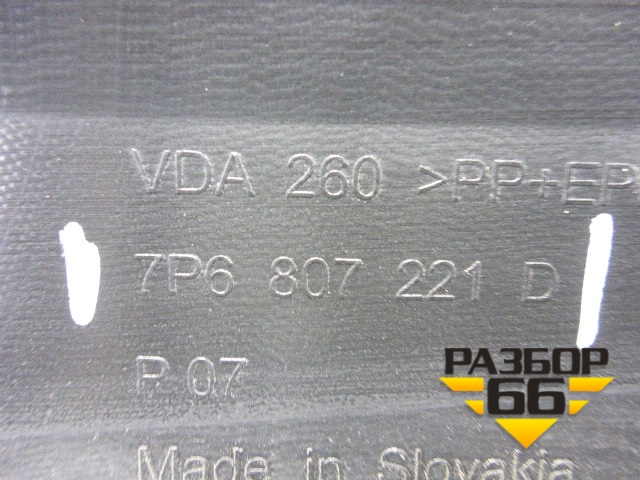 VDA 260 >PP+EP
7P6 807 221 D
P 07
Made in Slovakia
РАЗБОР
66